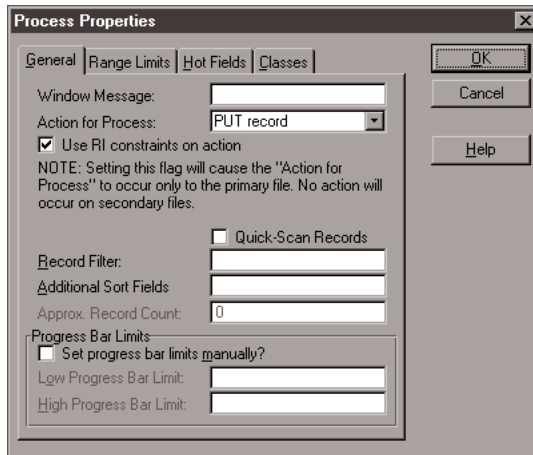 Process Properties
General Range Limits Hot Fields Classes
OK
Cancel
Help
Window Message:
Action for Process: PUT record
Use RI constraints on action
NOTE: Setting this flag will cause the "Action for
Process" to occur only to the primary file. No action will
occur on secondary files.
Quick-Scan Records
Record Filter:
Additional Sort Fields
Approx. Record Count: 0
Progress Bar Limits
Set progress bar limits manually?
Low Progress Bar Limit:
High Progress Bar Limit: